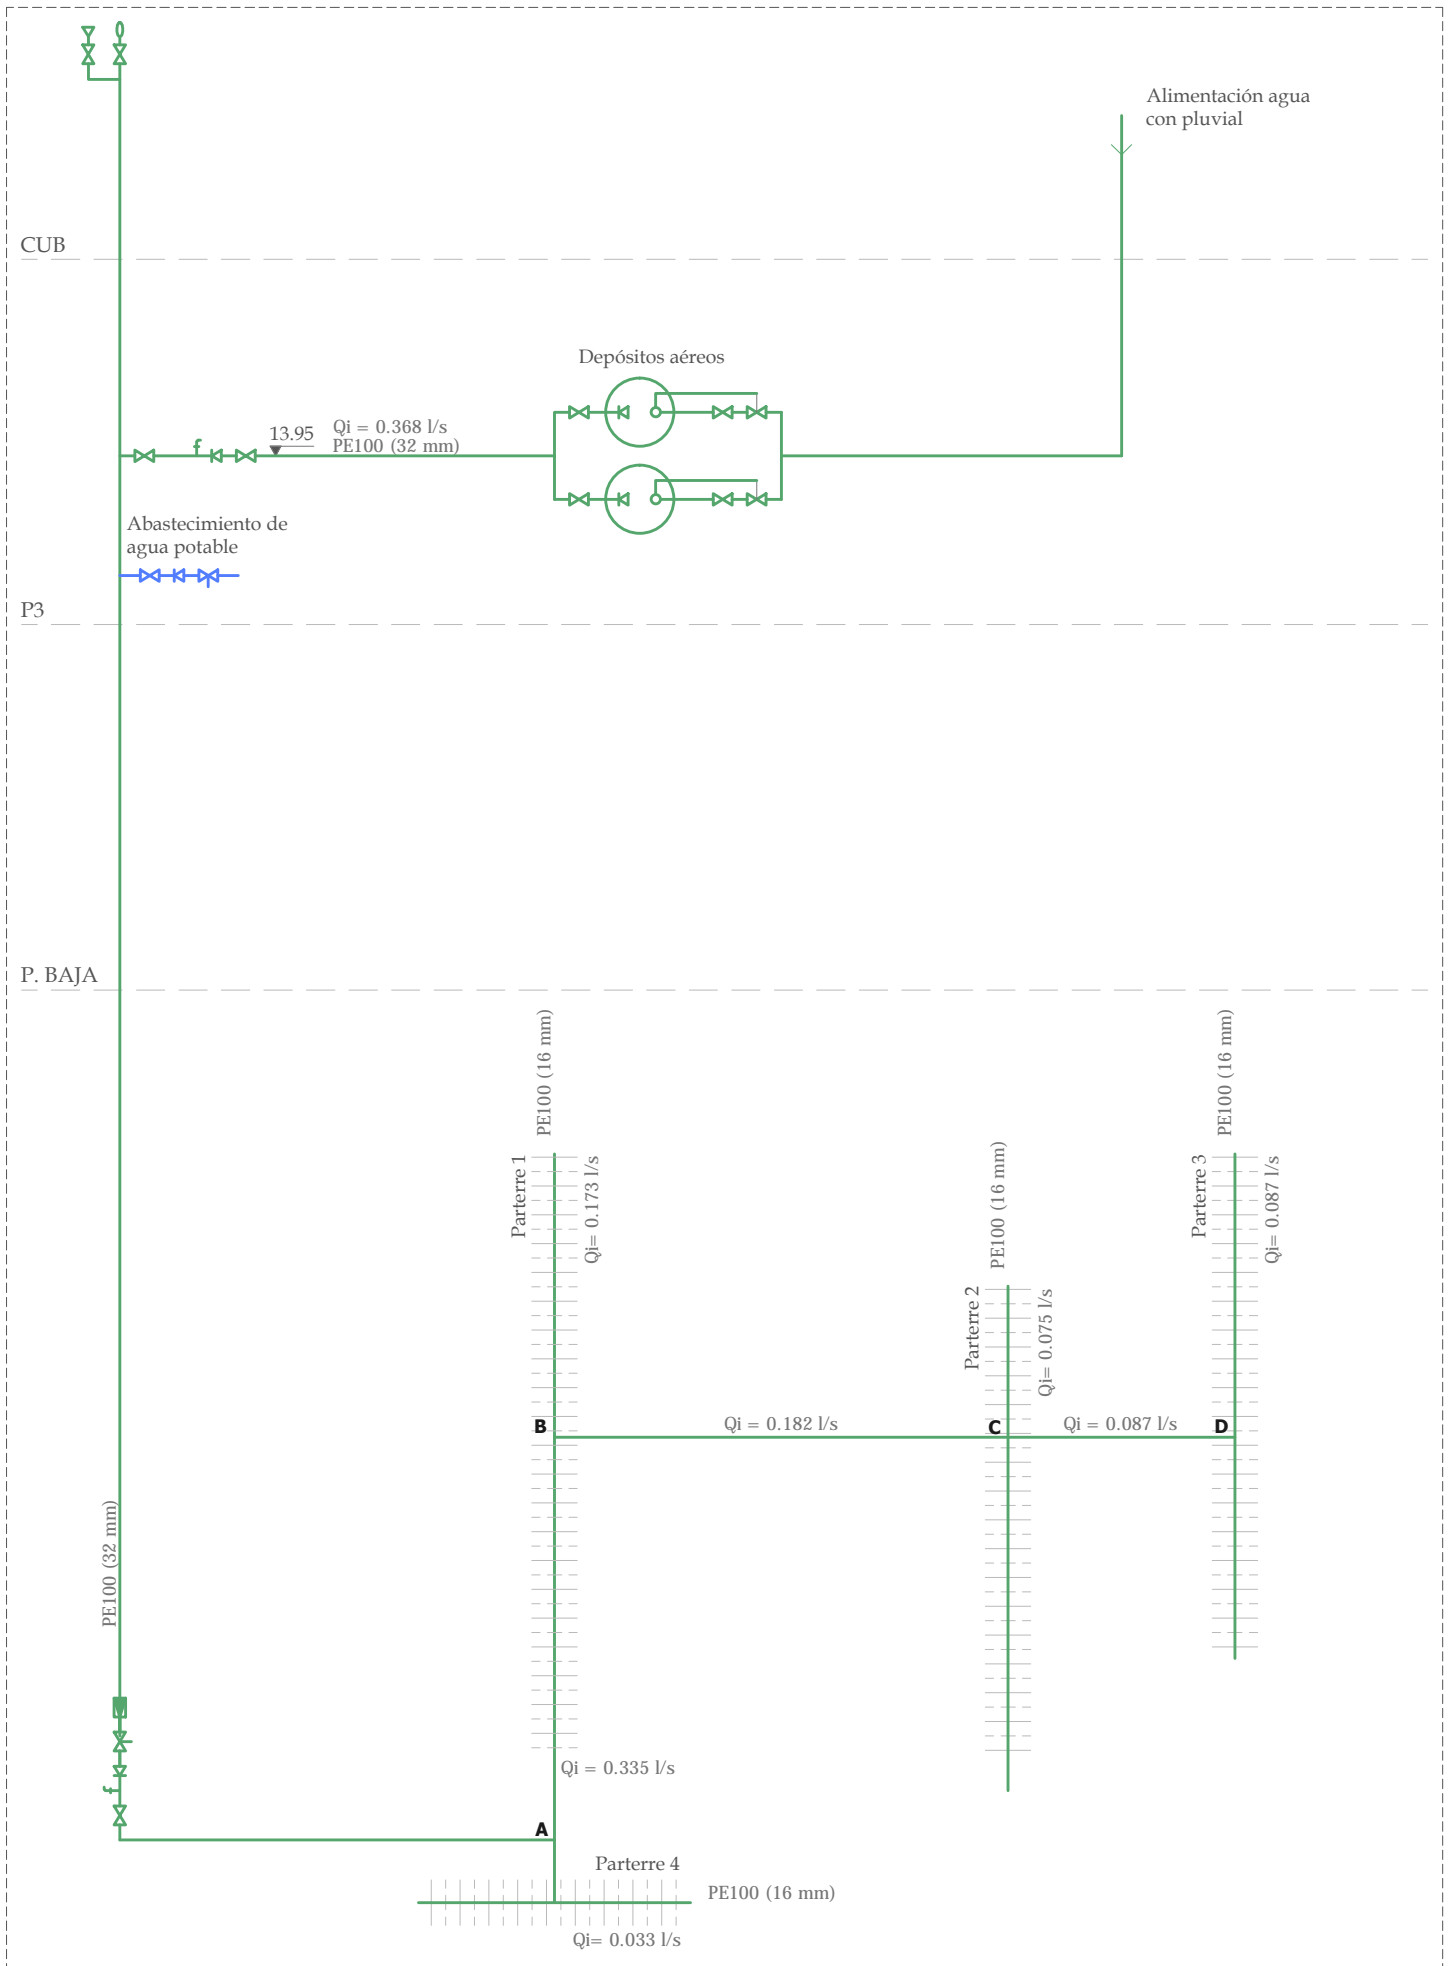 Alimentación agua
con pluvial
CUB
Depósitos aéreos
13.95
Qi = 0.368 l/s
PE100 (32 mm)
Abastecimiento de
agua potable
P3
P. BAJA
PE100 (16 mm)
Parterre 1
Qi= 0.173 l/s
PE100 (16 mm)
Parterre 2
Qi= 0.075 l/s
PE100 (16 mm)
Parterre 3
Qi= 0.087 l/s
B
Qi = 0.182 l/s
C
Qi = 0.087 l/s
D
PE100 (32 mm)
Qi = 0.335 l/s
A
Parterre 4
PE100 (16 mm)
Qi= 0.033 l/s